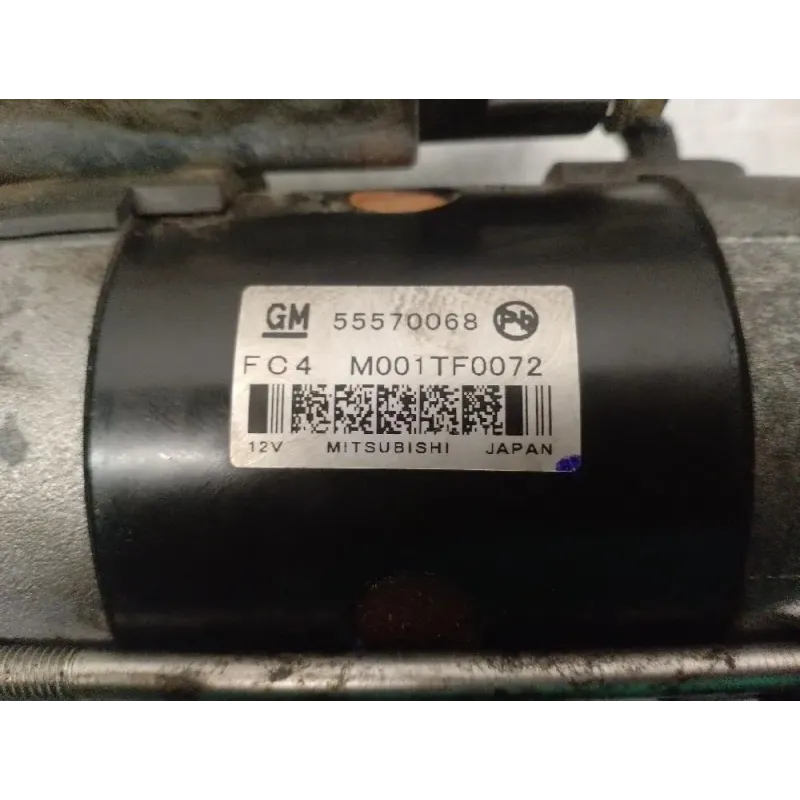 GM 55570068 Pb
FC4 M001TF0072
12V MITSUBISHI JAPAN